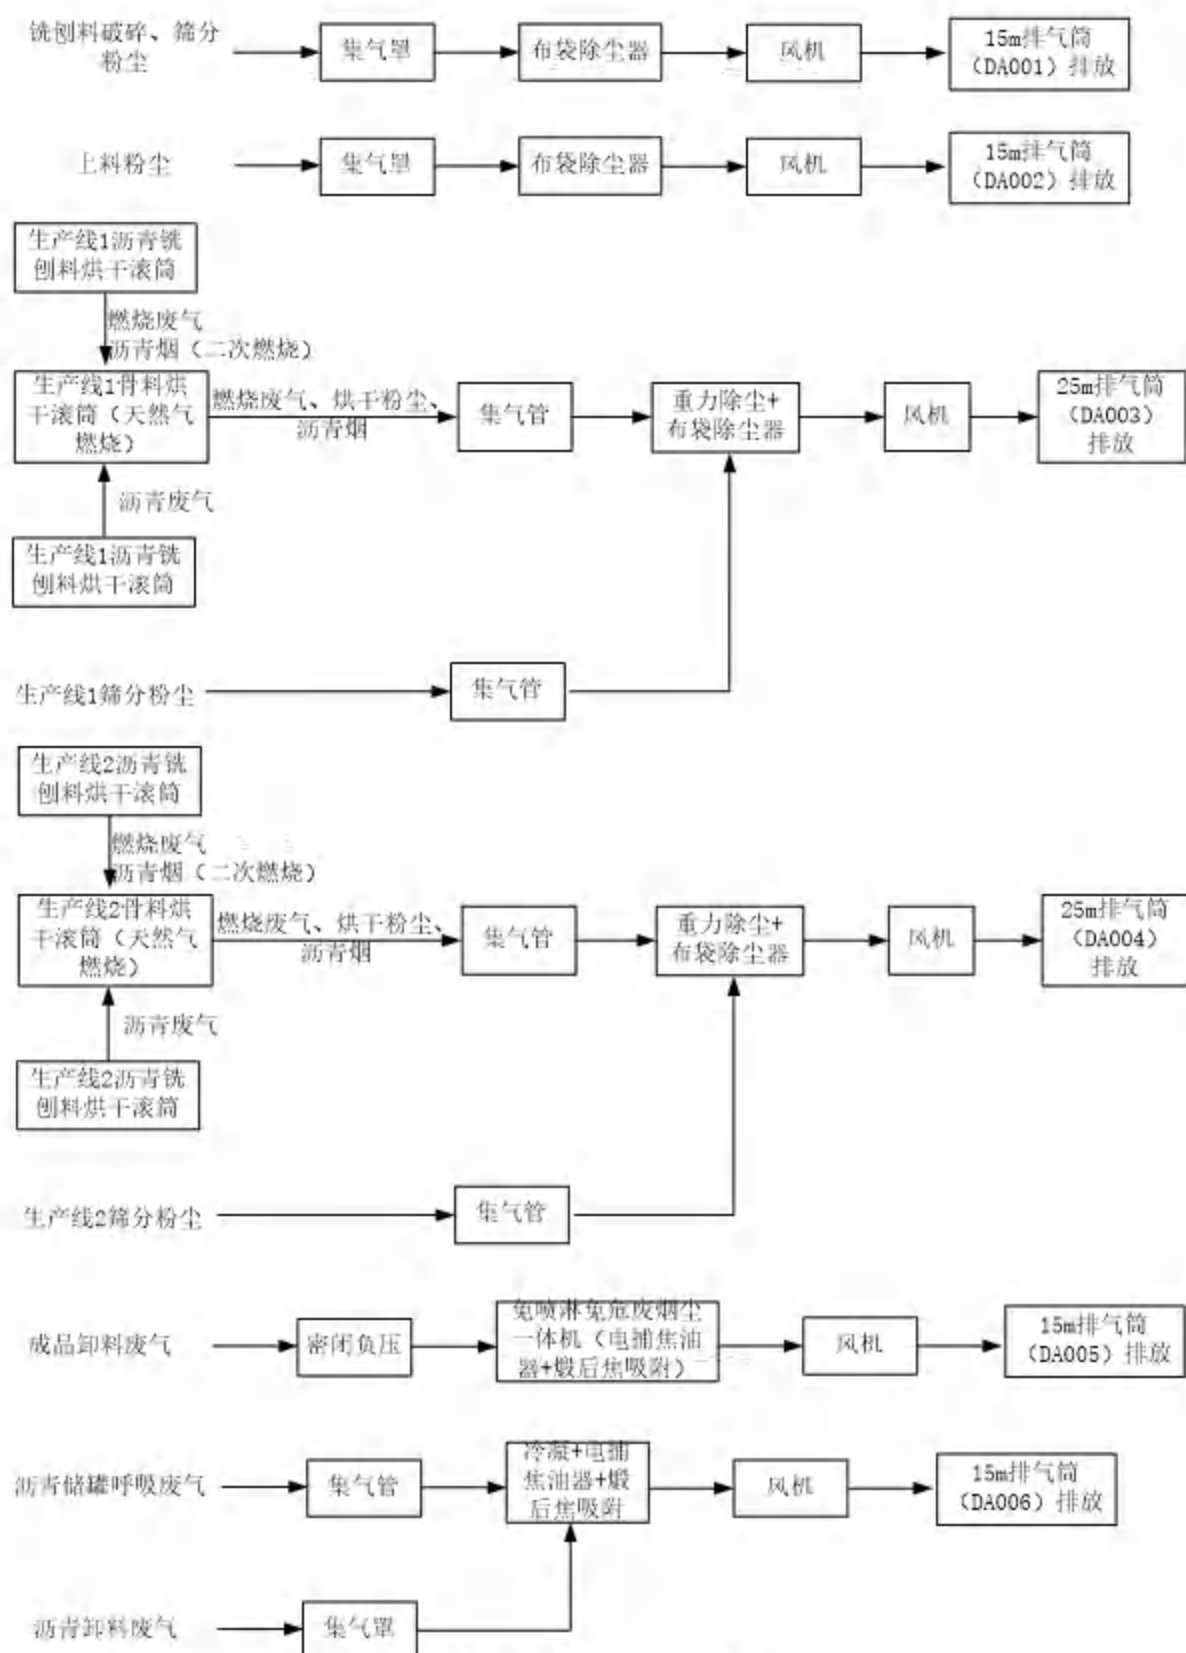 铣刨料破碎、筛分
粉尘
集气罩
布袋除尘器
风机
15m排气筒
（DA001）排放
上料粉尘
集气罩
布袋除尘器
风机
15m排气筒
（DA002）排放
生产线1沥青铣
刨料烘干滚筒
燃烧废气
沥青烟（二次燃烧）
生产线1骨料烘
干滚筒（天然气
燃烧）
燃烧废气、烘干粉尘、
沥青烟
集气管
重力除尘+
布袋除尘器
风机
25m排气筒
（DA003）
排放
沥青废气
生产线1沥青铣
刨料烘干滚筒
生产线1筛分粉尘
集气管
生产线2沥青铣
刨料烘干滚筒
燃烧废气
沥青烟（二次燃烧）
生产线2骨料烘
干滚筒（天然气
燃烧）
燃烧废气、烘干粉尘、
沥青烟
集气管
重力除尘+
布袋除尘器
风机
25m排气筒
（DA004）
排放
沥青废气
生产线2沥青铣
刨料烘干滚筒
生产线2筛分粉尘
集气管
成品卸料废气
密闭负压
免喷淋免危废烟尘
一体机（电捕焦油
器+煅后焦吸附）
风机
15m排气筒
（DA005）排放
沥青储罐呼吸废气
集气管
冷凝+电捕
焦油器+煅
后焦吸附
风机
15m排气筒
（DA006）排放
沥青卸料废气
集气罩